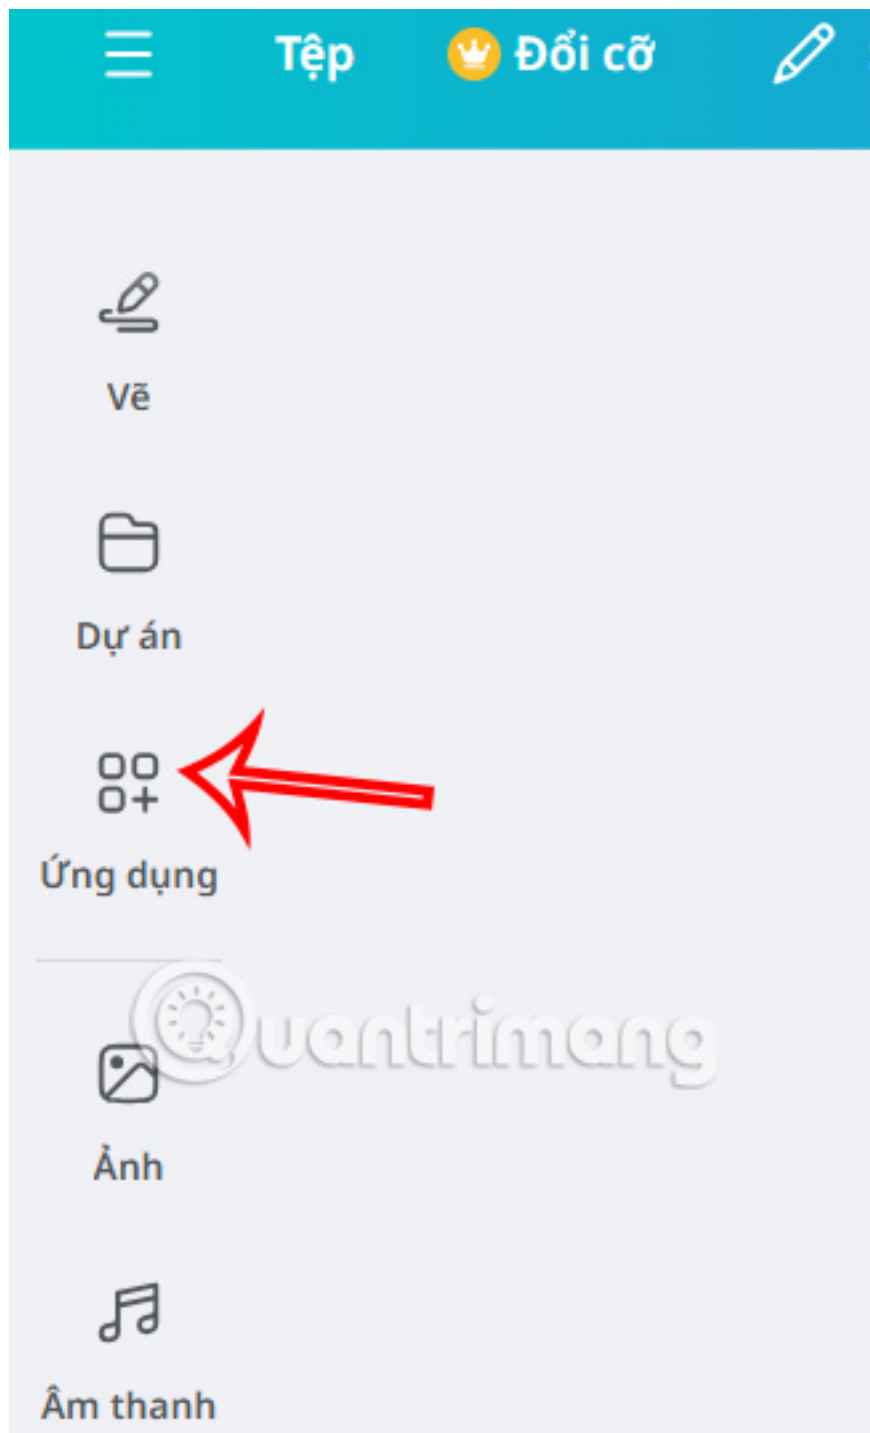 Tệp Đổi cỡ
Vẽ
Dự án
Ứng dụng
Quantrimang
Ảnh
Âm thanh